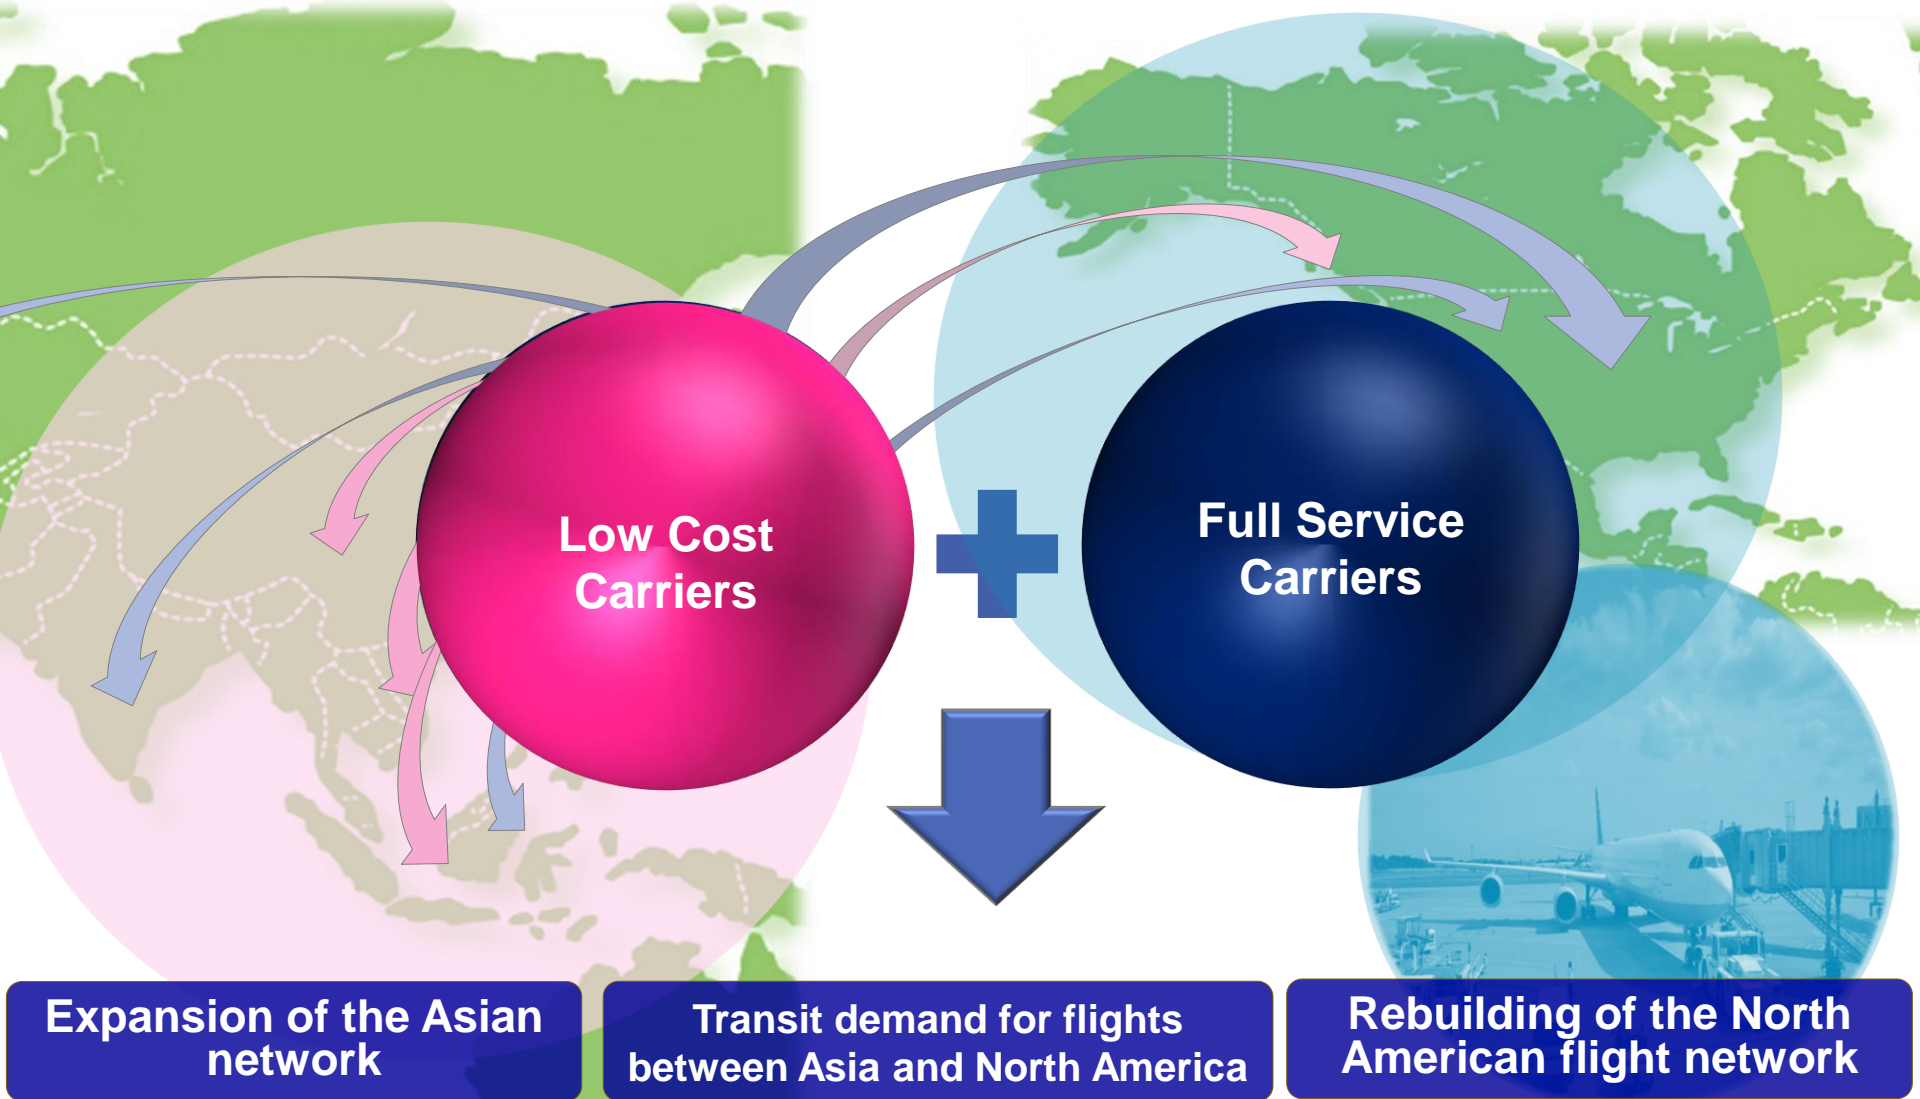 Low Cost
Carriers
Full Service
Carriers
Expansion of the Asian
network
Transit demand for flights
between Asia and North America
Rebuilding of the North
American flight network